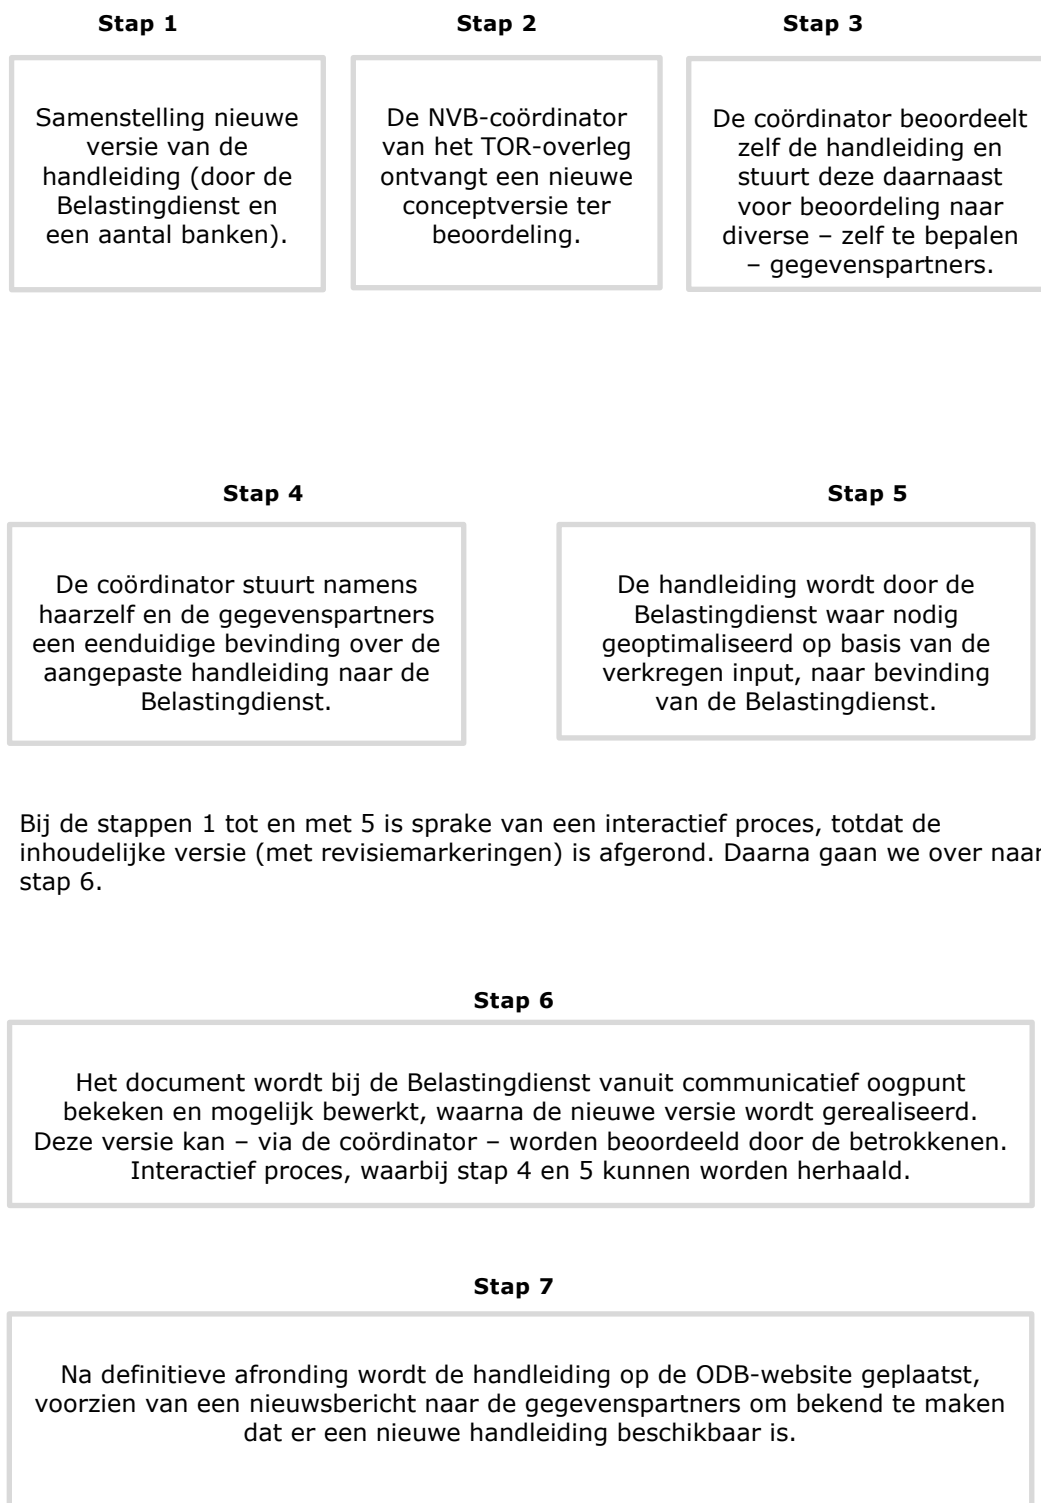 Stap 1
Samenstelling nieuwe
versie van de
handleiding (door de
Belastingdienst en
een aantal banken).
Stap 2
De NVB-coördinator
van het TOR-overleg
ontvangt een nieuwe
conceptversie ter
beoordeling.
Stap 3
De coördinator beoordeelt
zelf de handleiding en
stuurt deze daarnaast
voor beoordeling naar
diverse – zelf te bepalen
– gegevenspartners.
Stap 4
De coördinator stuurt namens
haarzelf en de gegevenspartners
een eenduidige bevinding over de
aangepaste handleiding naar de
Belastingdienst.
Stap 5
De handleiding wordt door de
Belastingdienst waar nodig
geoptimaliseerd op basis van de
verkregen input, naar bevinding
van de Belastingdienst.
Bij de stappen 1 tot en met 5 is sprake van een interactief proces, totdat de
inhoudelijke versie (met revisiemarkeringen) is afgerond. Daarna gaan we over naar
stap 6.
Stap 6
Het document wordt bij de Belastingdienst vanuit communicatief oogpunt
bekeken en mogelijk bewerkt, waarna de nieuwe versie wordt gerealiseerd.
Deze versie kan – via de coördinator – worden beoordeeld door de betrokkenen.
Interactief proces, waarbij stap 4 en 5 kunnen worden herhaald.
Stap 7
Na definitieve afronding wordt de handleiding op de ODB-website geplaatst,
voorzien van een nieuwsbericht naar de gegevenspartners om bekend te maken
dat er een nieuwe handleiding beschikbaar is.